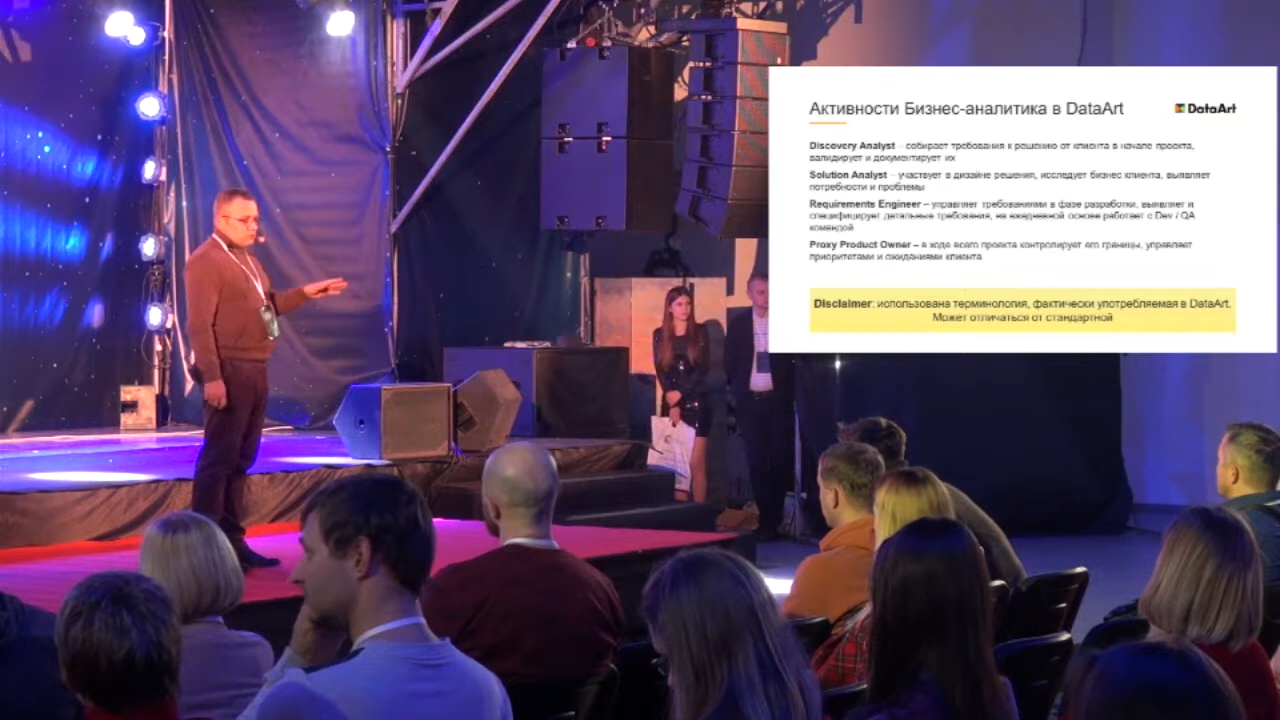 Активности Бизнес-аналитика в DataArt
DataArt
Discovery Analyst – собирает требования к решению от клиента в начале проекта,
валидирует и документирует их
Solution Analyst – участвует в дизайне решения, исследует бизнес клиента, выявляет
потребности и проблемы
Requirements Engineer – управляет требованиями в фазе разработки, выявляет и
специфицирует детальные требования, на ежедневной основе работает с Dev / QA
командой
Proxy Product Owner – в ходе всего проекта контролирует его границы, управляет
приоритетами и ожиданиями клиента
Disclaimer: использована терминология, фактически употребляемая в DataArt.
Может отличаться от стандартной